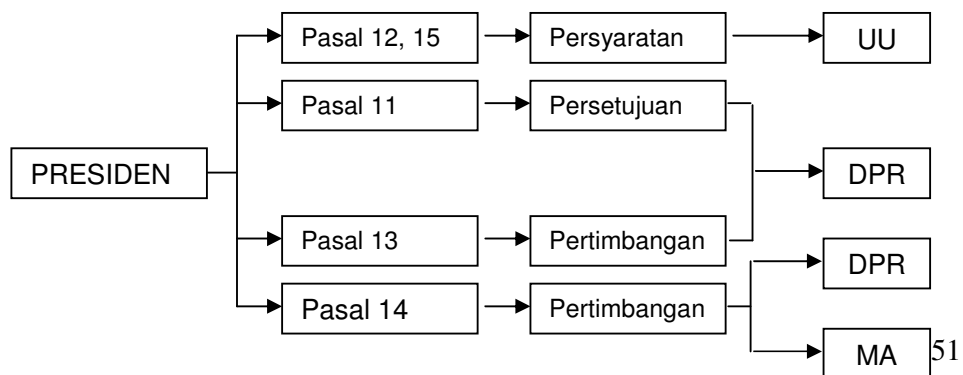 Pasal 12, 15
Persyaratan
UU
Pasal 11
Persetujuan
PRESIDEN
DPR
Pasal 13
Pertimbangan
DPR
Pasal 14
Pertimbangan
MA
51